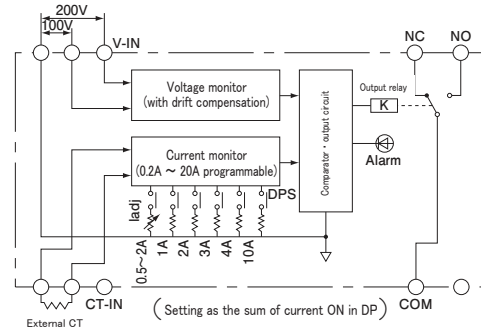 200V
100V
V-IN
NC
NO
Voltage monitor
(with drift compensation)
Comparator・output circuit
Output relay
K
Alarm
Current monitor
(0.2A ～ 20A programmable)
DPS
Iadj
0.5～2A
1A
2A
3A
4A
10A
CT-IN
(Setting as the sum of current ON in DP)
COM
External CT